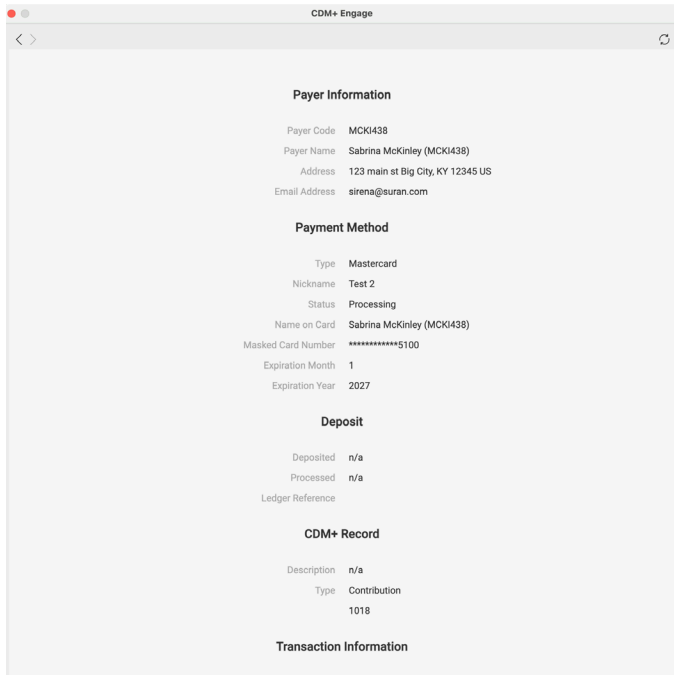 CDM+ Engage
Payer Information
Payer Code MCKI438
Payer Name Sabrina McKinley (MCKI438)
Address 123 main st Big City, KY 12345 US
Email Address sirena@suran.com
Payment Method
Type Mastercard
Nickname Test 2
Status Processing
Name on Card Sabrina McKinley (MCKI438)
Masked Card Number ************5100
Expiration Month 1
Expiration Year 2027
Deposit
Deposited n/a
Processed n/a
Ledger Reference
CDM+ Record
Description n/a
Type Contribution
1018
Transaction Information